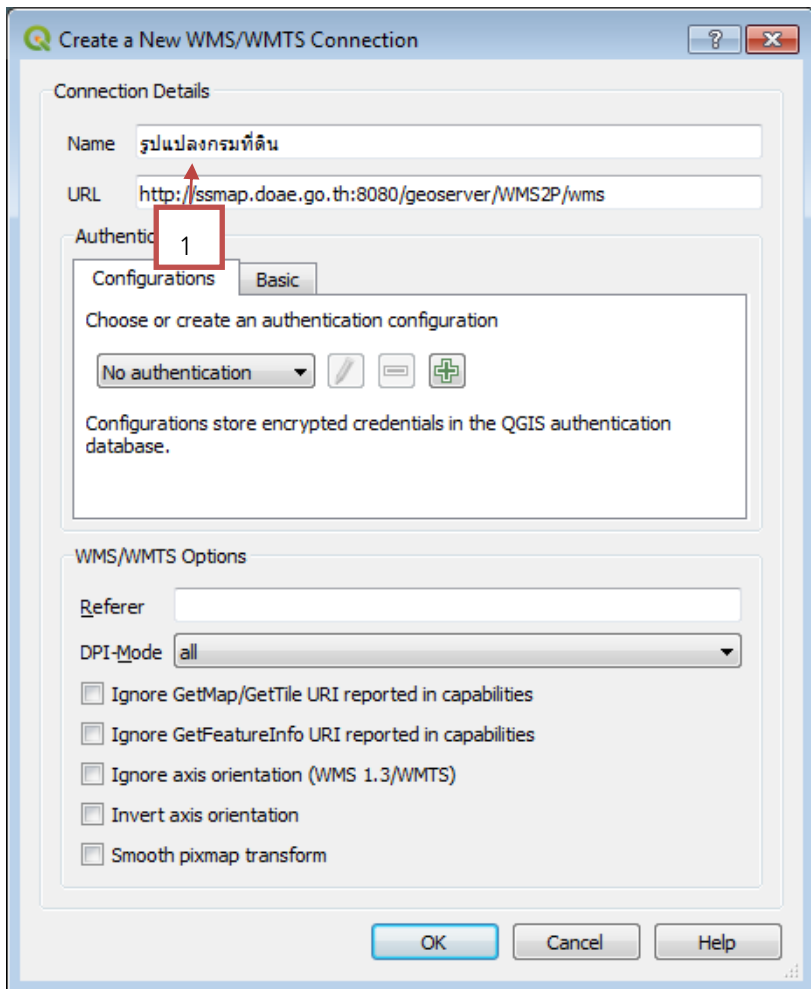 Create a New WMS/WMTS Connection
Connection Details
Name รูปแปลงกรมที่ดิน
URL http://ssmap.doae.go.th:8080/geoserver/WMS2P/wms
1
Authentic
Configurations Basic
Choose or create an authentication configuration
No authentication
Configurations store encrypted credentials in the QGIS authentication
database.
WMS/WMTS Options
Referer
DPI-Mode all
Ignore GetMap/GetTile URI reported in capabilities
Ignore GetFeatureInfo URI reported in capabilities
Ignore axis orientation (WMS 1.3/WMTS)
Invert axis orientation
Smooth pixmap transform
OK Cancel Help